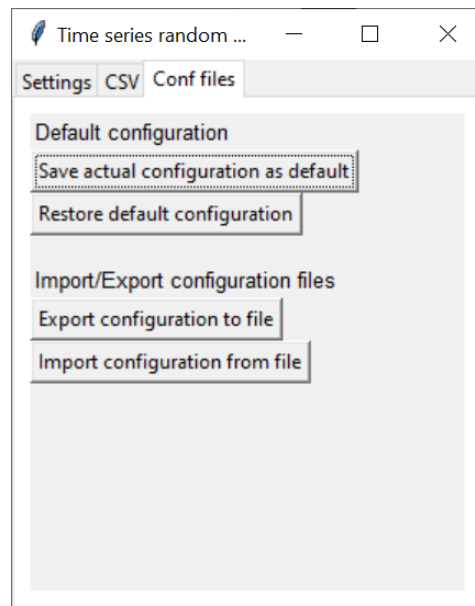 Time series random ...
Settings CSV Conf files
Default configuration
Save actual configuration as default
Restore default configuration
Import/Export configuration files
Export configuration to file
Import configuration from file